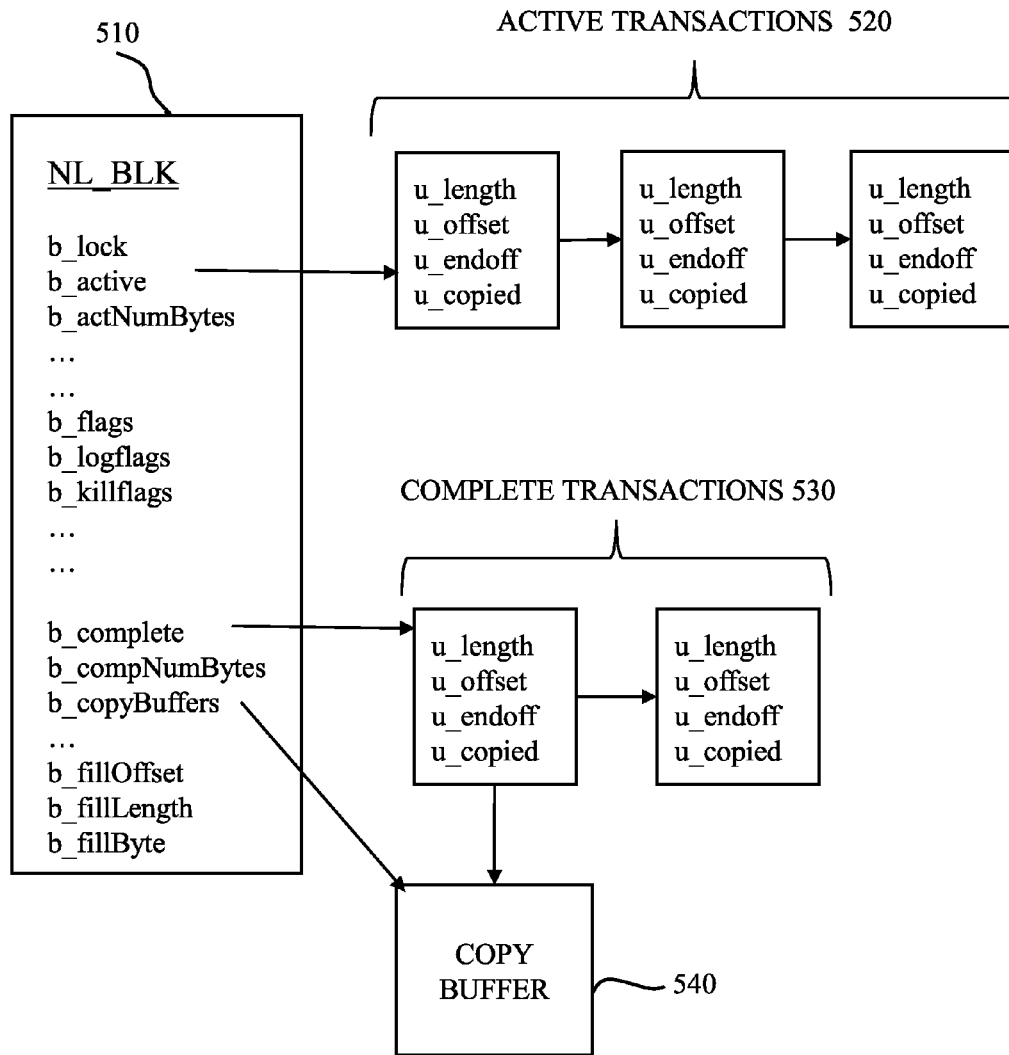 510
ACTIVE TRANSACTIONS 520
NL_BLK
b_lock
b_active
b_actNumBytes
…
…
b_flags
b_logflags
b_killflags
…
…
b_complete
b_compNumBytes
b_copyBuffers
…
b_fillOffset
b_fillLength
b_fillByte
u_length
u_offset
u_endoff
u_copied
u_length
u_offset
u_endoff
u_copied
u_length
u_offset
u_endoff
u_copied
COMPLETE TRANSACTIONS 530
u_length
u_offset
u_endoff
u_copied
u_length
u_offset
u_endoff
u_copied
COPY
BUFFER
540